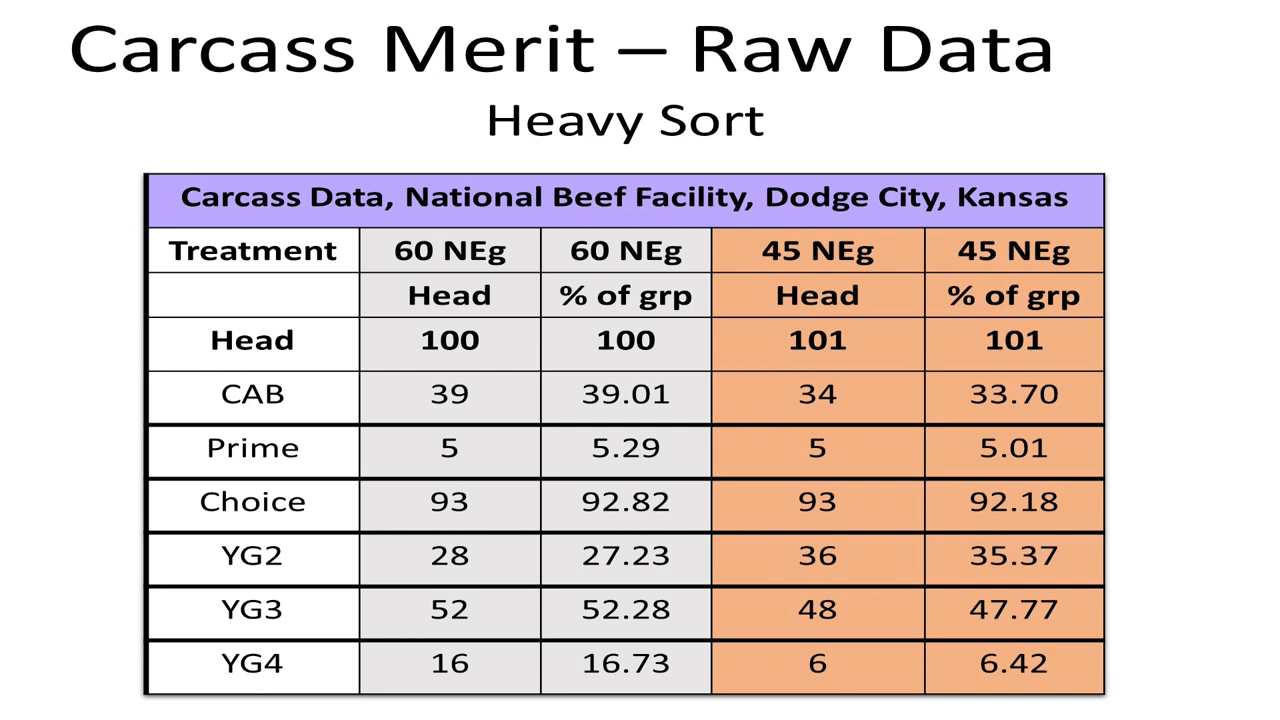 Carcass Merit – Raw Data
Heavy Sort
Carcass Data, National Beef Facility, Dodge City, Kansas
Treatment 60 NEg 60 NEg 45 NEg 45 NEg
Head % of grp Head % of grp
Head 100 100 101 101
CAB 39 39.01 34 33.70
Prime 5 5.29 5 5.01
Choice 93 92.82 93 92.18
YG2 28 27.23 36 35.37
YG3 52 52.28 48 47.77
YG4 16 16.73 6 6.42